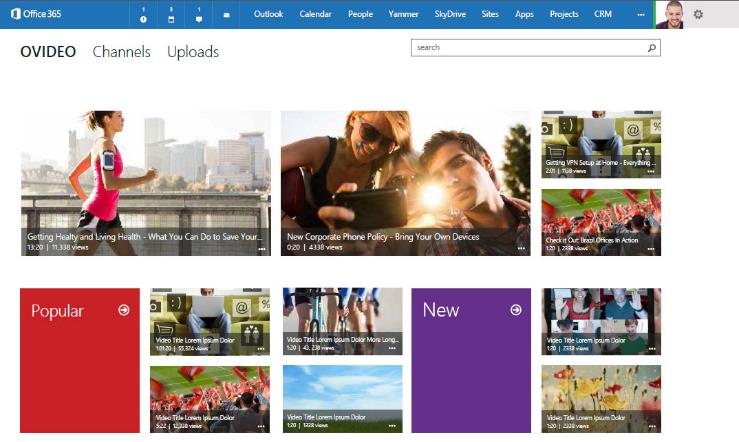 Office 365
1
3
1
Outlook Calendar People Yammer SkyDrive Sites Apps Projects CRM ...
OVIDEO Channels Uploads
search
Getting Healty and Living Health - What You Can Do to Save Your...
13:20 | 11,338 views ...
New Corporate Phone Policy - Bring Your Own Devices
0:20 | 4338 views ...
Getting VPN Setup at Home - Everything ...
2:01 | 1138 views ...
Check it Out: Brazil Offices In Action
1:20 | 2338 views ...
Popular
Video Title Lorem Ipsum Dolor
1:01:20 | 55,324 views ...
Video Title Lorem Ipsum Dolor More Long...
1:20 | 43, 238 views ...
New
Video Title Lorem Ipsum Dolor
1:20 | 2338 views ...
Video Title Lorem Ipsum Dolor
5:22 | 12,338 views ...
Video Title Lorem Ipsum Dolor
1:20 | 1338 views ...
Video Title Lorem Ipsum Dolor
1:20 | 2338 views ...